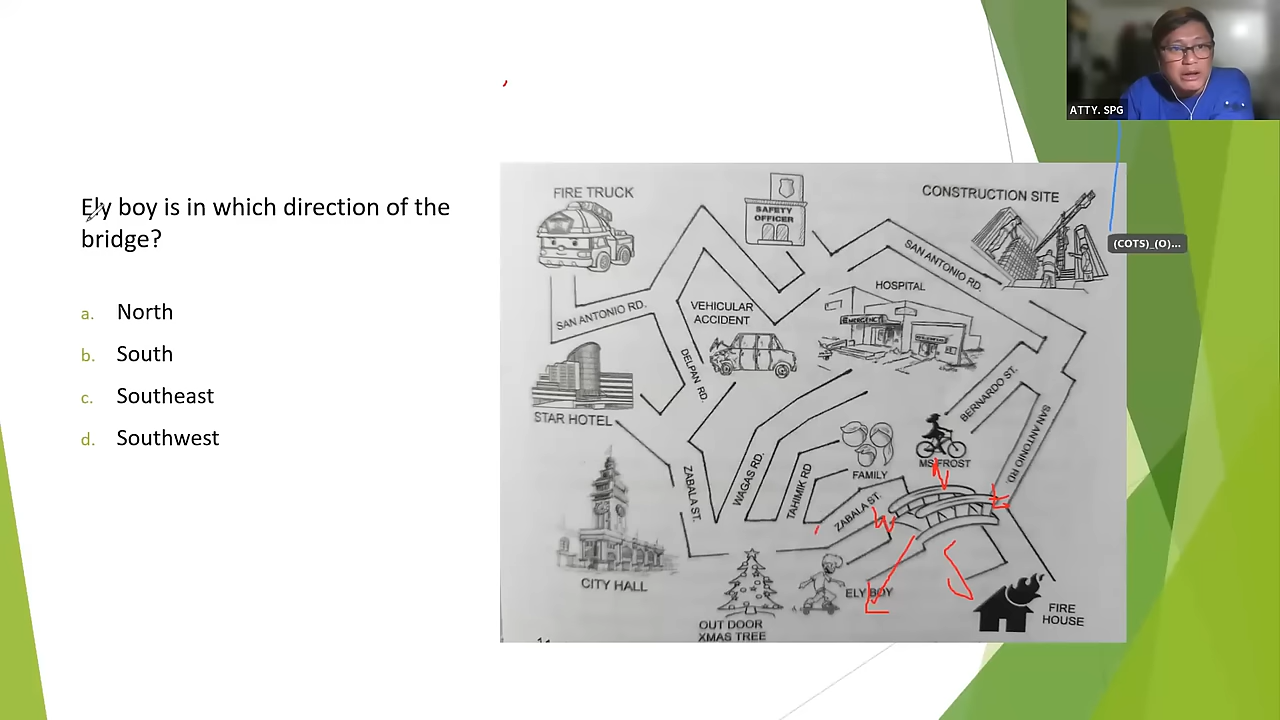 ATTY. SPG
Ely boy is in which direction of the
bridge?
a. North
b. South
c. Southeast
d. Southwest
(COTS)_(O)...
FIRE TRUCK
SAFETY
OFFICER
CONSTRUCTION SITE
SAN ANTONIO RD.
HOSPITAL
EMERGENCY
VEHICULAR
ACCIDENT
SAN ANTONIO RD.
DELPAN RD.
BERNARDO ST.
STAR HOTEL
SAN ANTONIO RD.
MS FROST
FAMILY
WAGAS RD.
TAHIMIK RD
ZABALA ST.
ZABALA ST.
N
W
E
S
CITY HALL
ELY BOY
FIRE
HOUSE
OUT DOOR
XMAS TREE